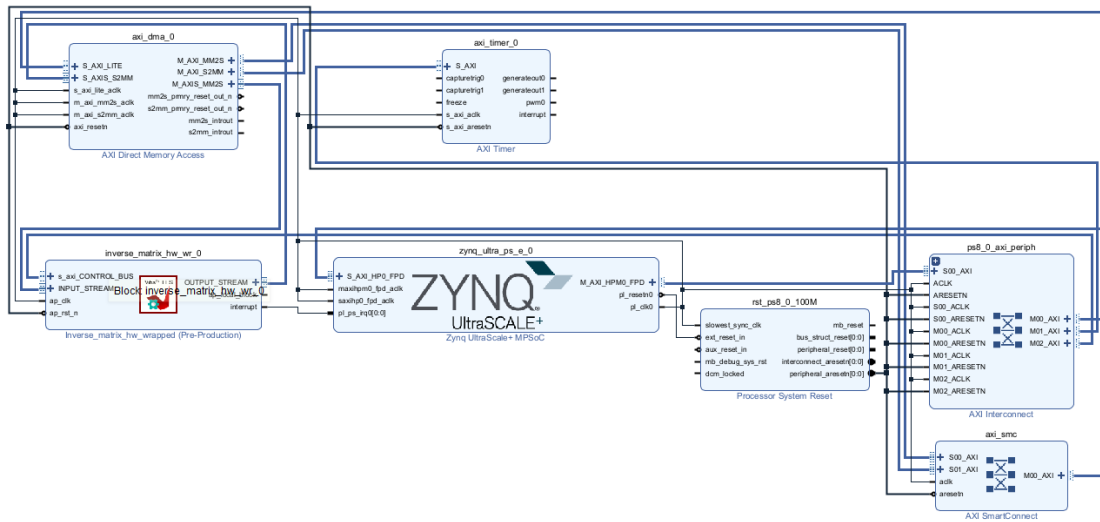 axi_dma_0
S_AXI_LITE
S_AXIS_S2MM
s_axi_lite_aclk
m_axi_mm2s_aclk
m_axi_s2mm_aclk
axi_resetn
M_AXI_MM2S
M_AXI_S2MM
M_AXIS_MM2S
mm2s_prmry_reset_out_n
s2mm_prmry_reset_out_n
mm2s_introut
s2mm_introut
AXI Direct Memory Access
axi_timer_0
S_AXI
capturetrig0
capturetrig1
freeze
s_axi_aclk
s_axi_aresetn
generateout0
generateout1
pwm0
interrupt
AXI Timer
inverse_matrix_hw_wr_0
s_axi_CONTROL_BUS
INPUT_STREAM
ap_clk
ap_rst_n
OUTPUT_STREAM
interrupt
Block: inverse_matrix_hw_wr_0
Inverse_matrix_hw_wrapped (Pre-Production)
zynq_ultra_ps_e_0
S_AXI_HP0_FPD
maxihpm0_fpd_aclk
saxihp0_fpd_aclk
pl_ps_irq0[0:0]
ZYNQ
UltraSCALE+
M_AXI_HPM0_FPD
pl_resetn0
pl_clk0
Zynq UltraScale+ MPSoC
rst_ps8_0_100M
slowest_sync_clk
ext_reset_in
aux_reset_in
mb_debug_sys_rst
dcm_locked
mb_reset
bus_struct_reset[0:0]
peripheral_reset[0:0]
interconnect_aresetn[0:0]
peripheral_aresetn[0:0]
Processor System Reset
ps8_0_axi_periph
S00_AXI
ACLK
ARESETN
S00_ACLK
S00_ARESETN
M00_ACLK
M00_ARESETN
M01_ACLK
M01_ARESETN
M02_ACLK
M02_ARESETN
M00_AXI
M01_AXI
M02_AXI
AXI Interconnect
axi_smc
S00_AXI
S01_AXI
aclk
aresetn
M00_AXI
AXI SmartConnect